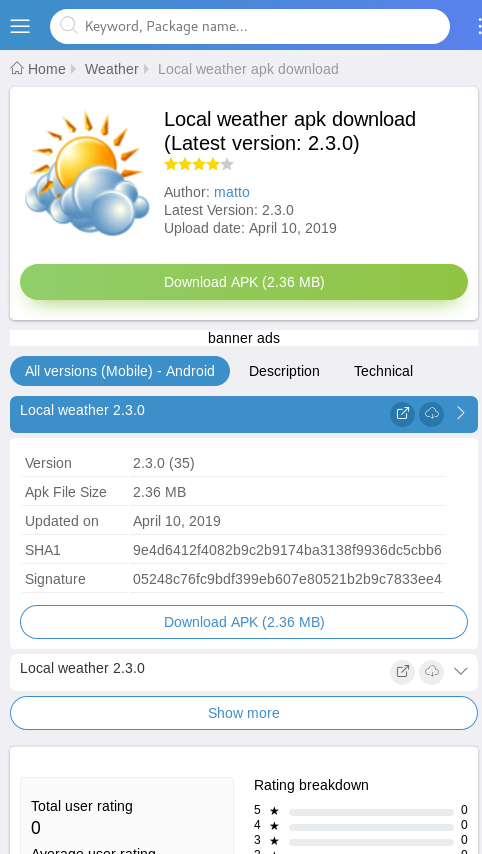 Keyword, Package name...
Home
Weather
Local weather apk download
Local weather apk download
(Latest version: 2.3.0)
Author: matto
Latest Version: 2.3.0
Upload date: April 10, 2019
Download APK (2.36 MB)
banner ads
All versions (Mobile) - Android
Description
Technical
Local weather 2.3.0
Version 2.3.0 (35)
Apk File Size 2.36 MB
Updated on April 10, 2019
SHA1 9e4d6412f4082b9c2b9174ba3138f9936dc5cbb6
Signature 05248c76fc9bdf399eb607e80521b2b9c7833ee4
Download APK (2.36 MB)
Local weather 2.3.0
Show more
Total user rating
0
Average user rating
Rating breakdown
5 ★ 0
4 ★ 0
3 ★ 0